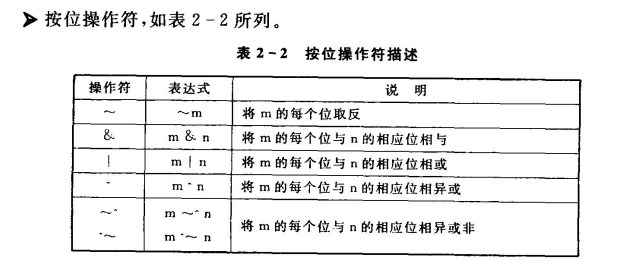 ➤ 按位操作符,如表 2-2 所列。
表 2-2 按位操作符描述
操作符 表达式 说 明
~ ~m 将 m 的每个位取反
& m & n 将 m 的每个位与 n 的相应位相与
| m | n 将 m 的每个位与 n 的相应位相或
^ m ^ n 将 m 的每个位与 n 的相应位相异或
~^ m ~^ n 将 m 的每个位与 n 的相应位相异或非
^~ m ^~ n